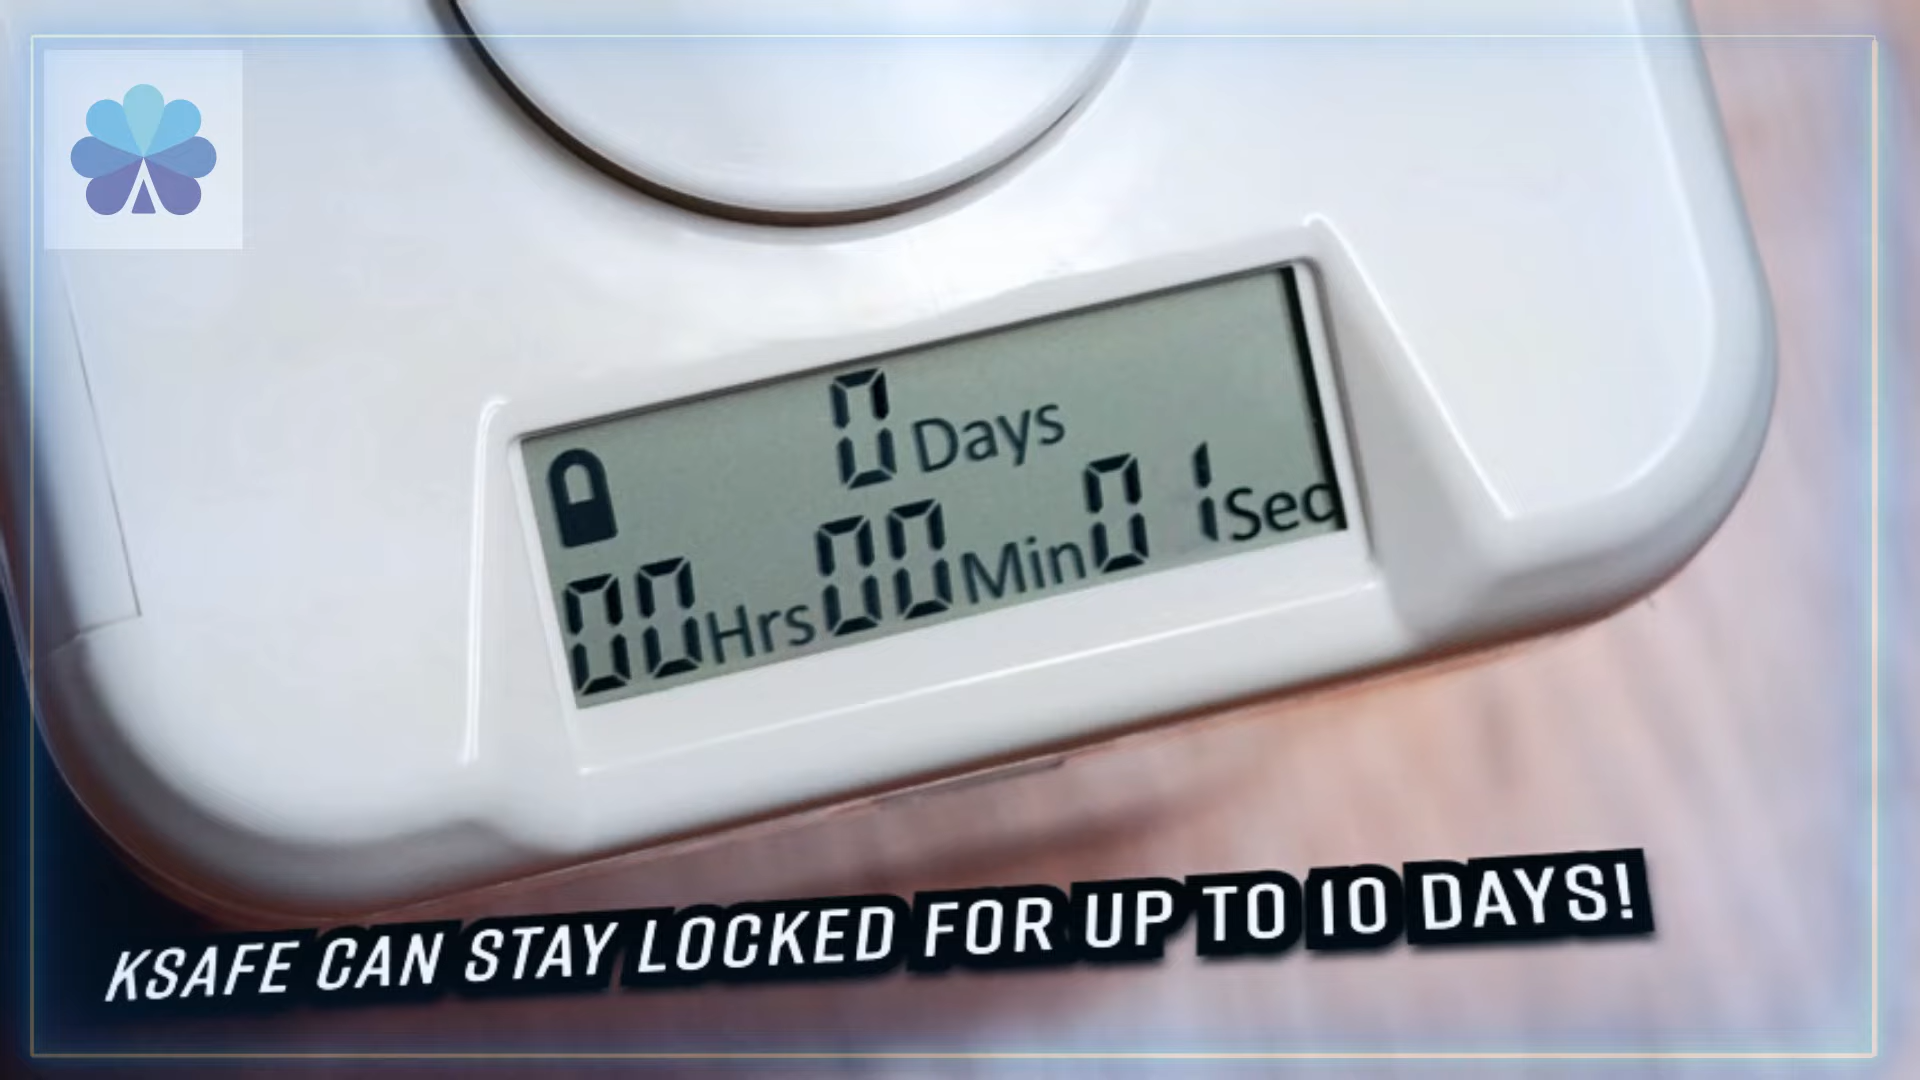 0 Days
00 Hrs 00 Min 01 Sec
KSAFE CAN STAY LOCKED FOR UP TO 10 DAYS!